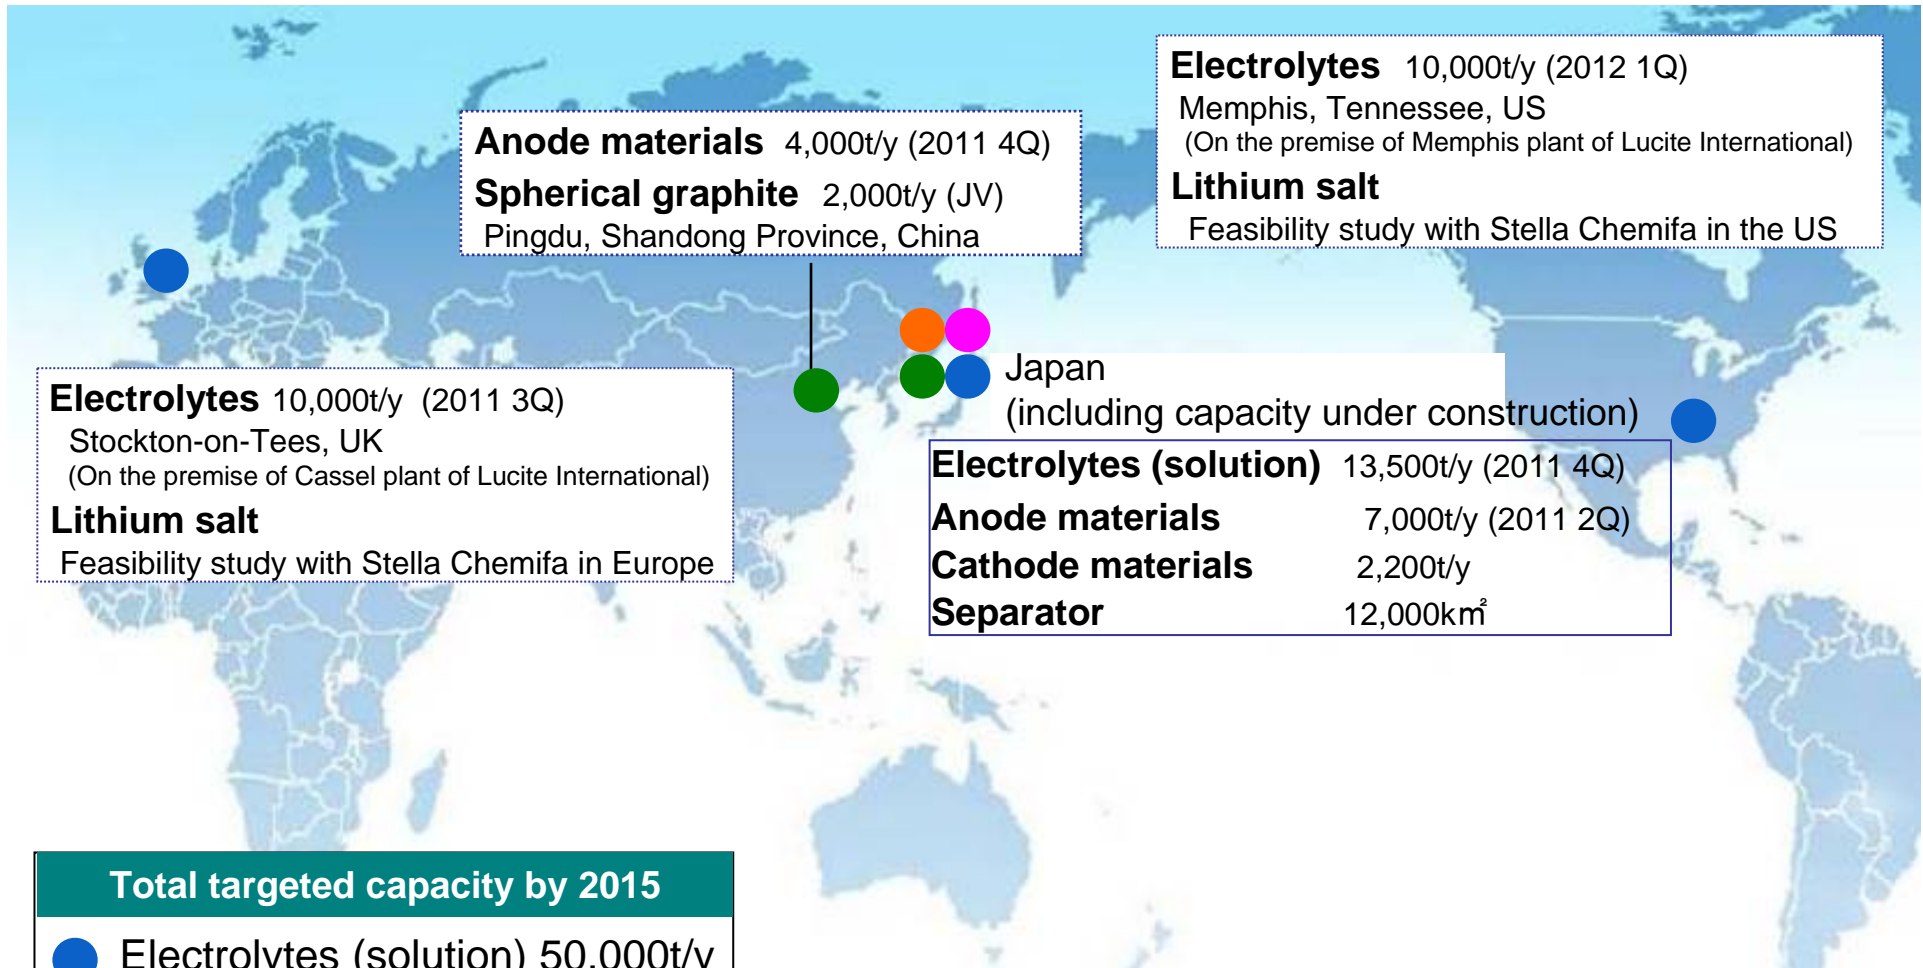 Electrolytes 10,000t/y (2012 1Q)
Memphis, Tennessee, US
(On the premise of Memphis plant of Lucite International)
Lithium salt
Feasibility study with Stella Chemifa in the US
Anode materials 4,000t/y (2011 4Q)
Spherical graphite 2,000t/y (JV)
Pingdu, Shandong Province, China
Electrolytes 10,000t/y (2011 3Q)
Stockton-on-Tees, UK
(On the premise of Cassel plant of Lucite International)
Lithium salt
Feasibility study with Stella Chemifa in Europe
Japan
(including capacity under construction)
Electrolytes (solution) 13,500t/y (2011 4Q)
Anode materials 7,000t/y (2011 2Q)
Cathode materials 2,200t/y
Separator 12,000k㎡
Total targeted capacity by 2015
Electrolytes (solution) 50,000t/y